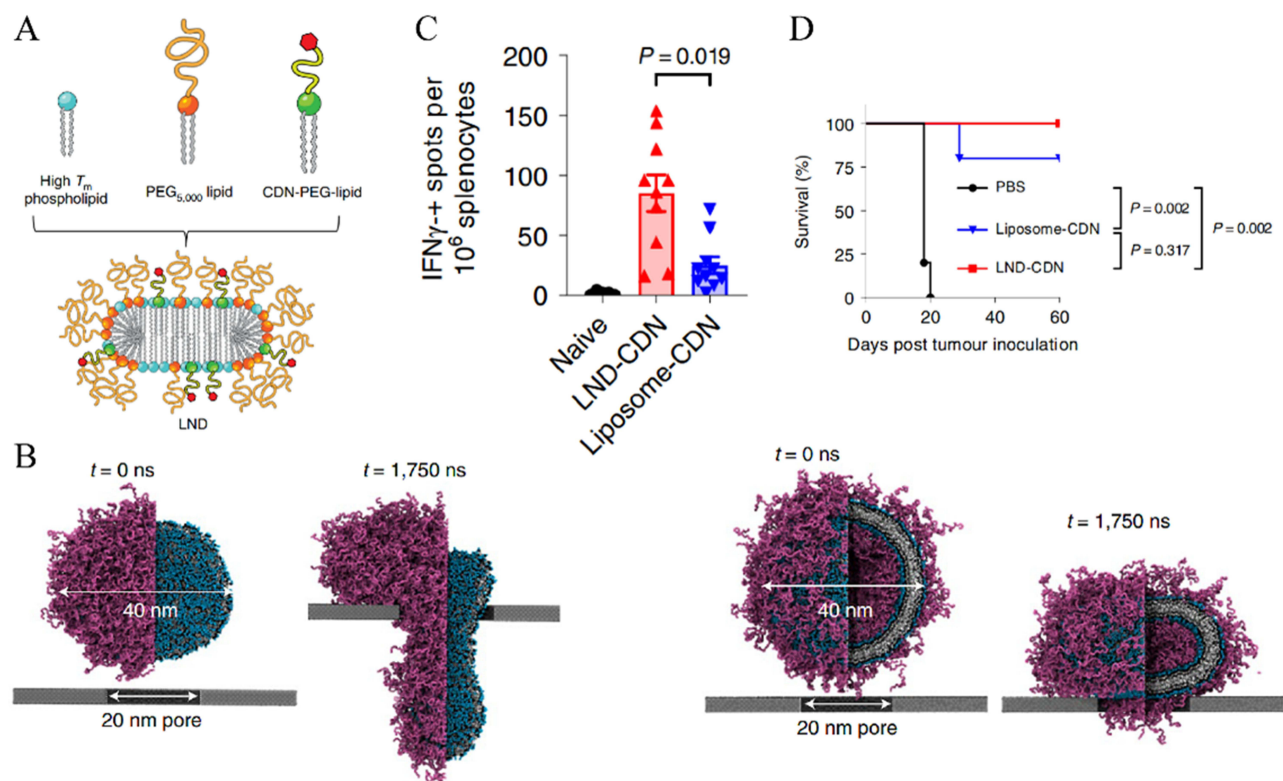 A
High Tm
phospholipid
PEG5,000 lipid
CDN-PEG-lipid
LND
C
IFNγ-+ spots per
10⁶ splenocytes
200
150
100
50
0
P = 0.019
Naive
LND-CDN
Liposome-CDN
D
Survival (%)
100
75
50
25
0
0
20
40
60
Days post tumour inoculation
PBS
Liposome-CDN
LND-CDN
P = 0.002
P = 0.317
P = 0.002
B
t = 0 ns
40 nm
20 nm pore
t = 1,750 ns
t = 0 ns
40 nm
20 nm pore
t = 1,750 ns